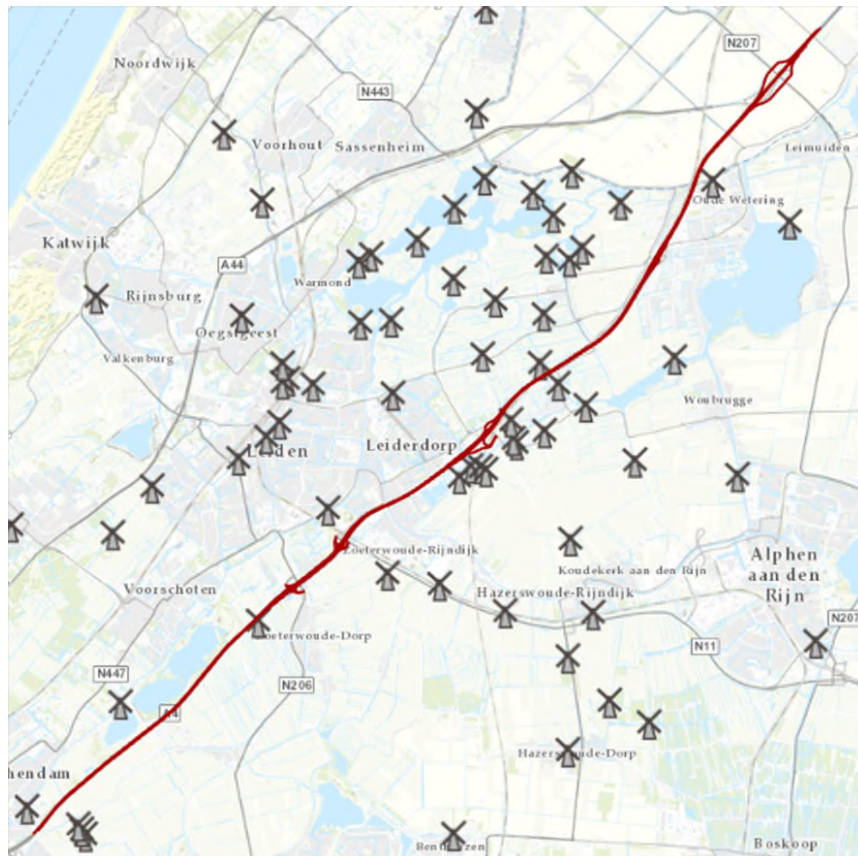 N207
Noordwijk
N443
Voorhout
Sassenheim
Leimuiden
Oude Wetering
Katwijk
A44
Warmond
Rijnsburg
Oegstgeest
Valkenburg
Woubrugge
Leiderdorp
Leiden
Zoeterwoude-Rijndijk
Alphen
aan den
Rijn
Koudekerk aan den Rijn
Voorschoten
Hazerswoude-Rijndijk
N207
Zoeterwoude-Dorp
N11
N447
N206
A4
Hazerswoude-Dorp
hendam
Boskoop